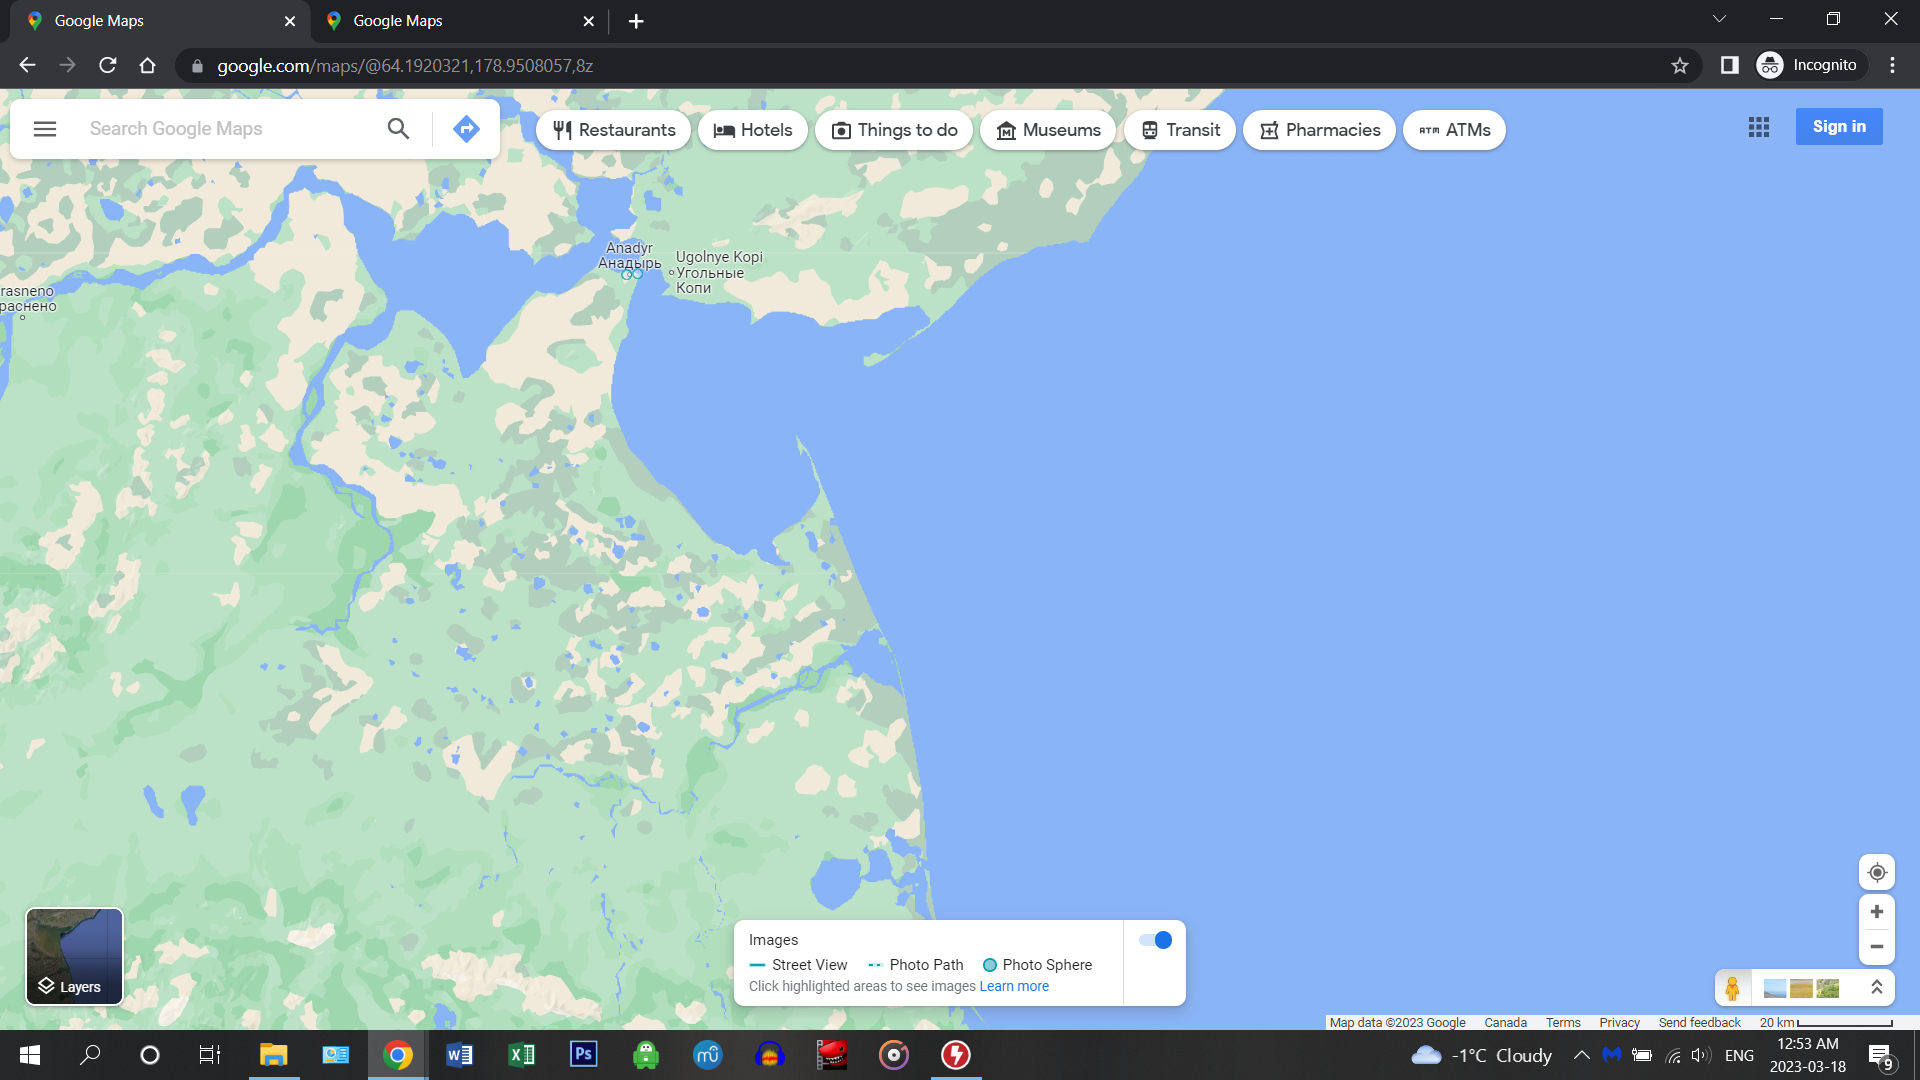 Google Maps
Google Maps
google.com/maps/@64.1920321,178.9508057,8z
Incognito
Search Google Maps
Restaurants
Hotels
Things to do
Museums
Transit
Pharmacies
ATM ATMs
Sign in
Anadyr
Анадырь
Ugolnye Kopi
Угольные
Копи
rasneno
раснено
Images
Street View
Photo Path
Photo Sphere
Click highlighted areas to see images Learn more
Layers
Map data ©2023 Google
Canada
Terms
Privacy
Send feedback
20 km
W
X
Ps
mu
-1°C Cloudy
ENG
12:53 AM
2023-03-18
9